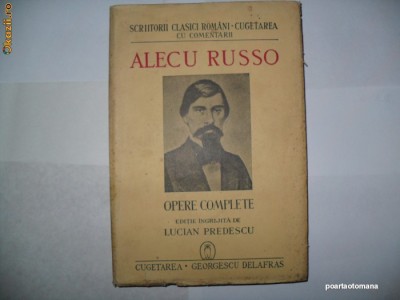 SCRIITORII CLASICI ROMÂNI • CUGETAREA
CU COMENTARII
ALECU RUSSO
OPERE COMPLETE
EDIȚIE ÎNGRIJITĂ DE
LUCIAN PREDESCU
CUGETAREA • GEORGESCU DELAFRAS
poartaotomana